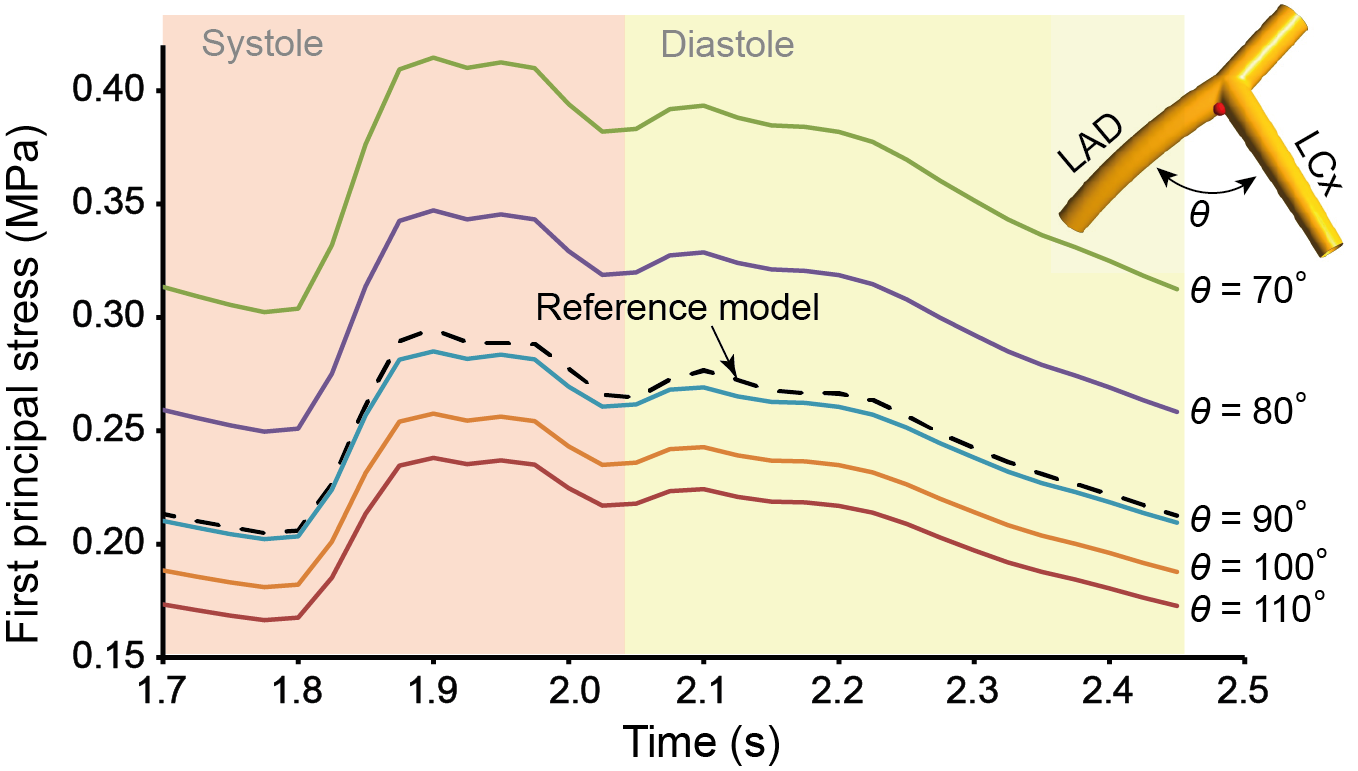 Systole
Diastole
First principal stress (MPa)
0.40
0.35
0.30
0.25
0.20
0.15
1.7
1.8
1.9
2.0
2.1
2.2
2.3
2.4
2.5
Time (s)
Reference model
LAD
LCx
θ
θ = 70°
θ = 80°
θ = 90°
θ = 100°
θ = 110°